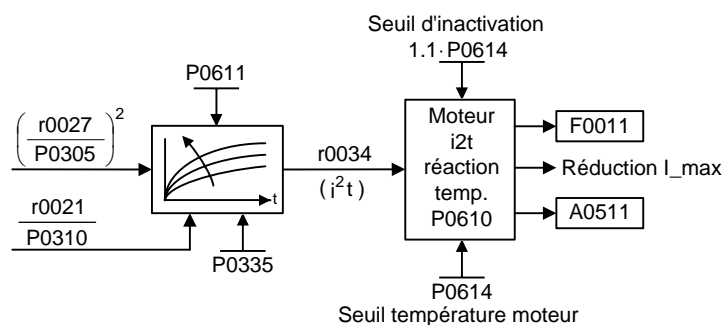 Seuil d'inactivation
1.1· P0614
P0611
(r0027 / P0305)²
r0021 / P0310
t
P0335
r0034
(i²t)
Moteur
i2t
réaction
temp.
P0610
F0011
Réduction I_max
A0511
P0614
Seuil température moteur